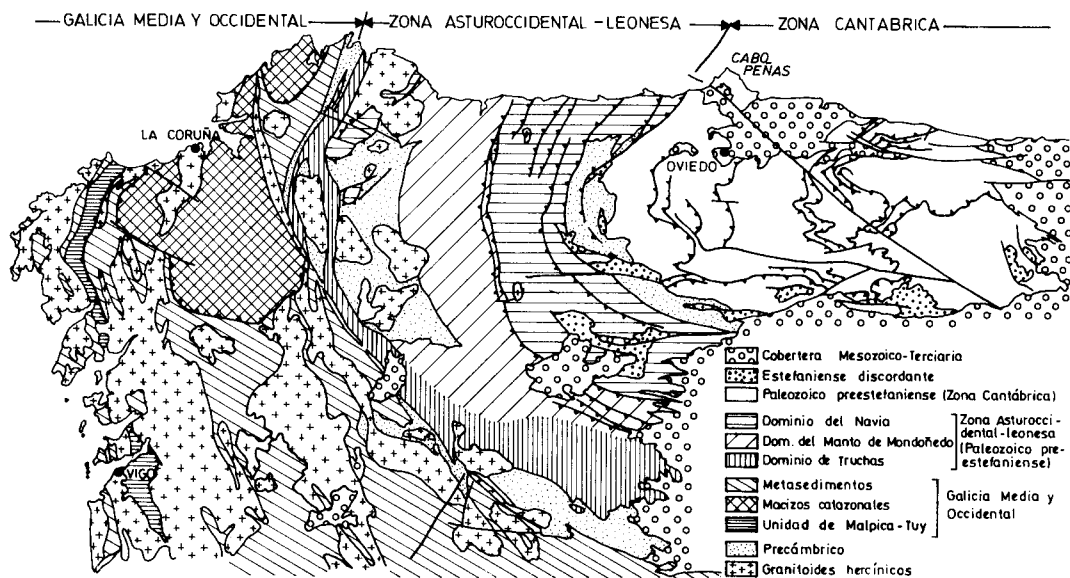 GALICIA MEDIA Y OCCIDENTAL
ZONA ASTUROCCIDENTAL-LEONESA
ZONA CANTABRICA
CABO
PEÑAS
LA CORUÑA
OVIEDO
VIGO
Cobertera Mesozoico-Terciaria
Estefaniense discordante
Paleozoico preestefaniense (Zona Cantábrica)
Dominio del Navia
Dom. del Manto de Mondoñedo
Dominio de Truchas
Zona Asturocci-
dental-leonesa
(Paleozoico pre-
estefaniense)
Metasedimentos
Macizos catazonales
Unidad de Malpica-Tuy
Galicia Media y
Occidental
Precámbrico
Granitoides hercínicos